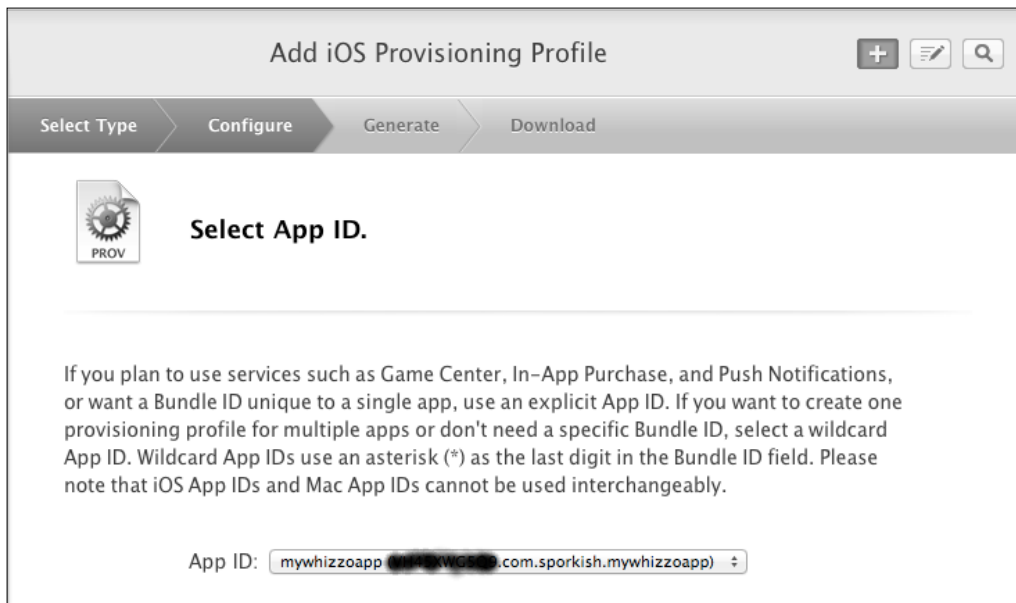 Add iOS Provisioning Profile
Select Type
Configure
Generate
Download
PROV
Select App ID.
If you plan to use services such as Game Center, In-App Purchase, and Push Notifications,
or want a Bundle ID unique to a single app, use an explicit App ID. If you want to create one
provisioning profile for multiple apps or don't need a specific Bundle ID, select a wildcard
App ID. Wildcard App IDs use an asterisk (*) as the last digit in the Bundle ID field. Please
note that iOS App IDs and Mac App IDs cannot be used interchangeably.
App ID: mywhizzoapp (.com.sporkish.mywhizzoapp)